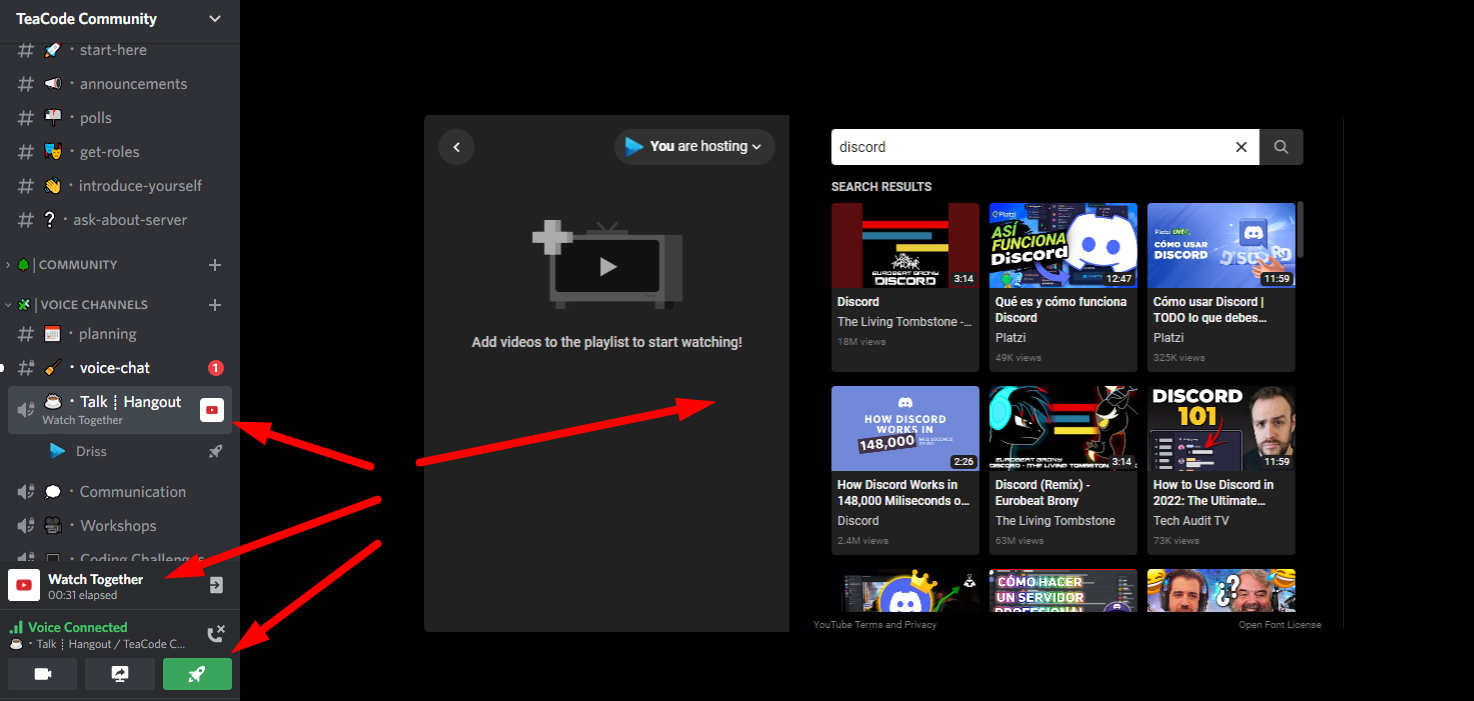 TeaCode Community
# 🚀・start-here
# 📢・announcements
# 📬・polls
# 🎭・get-roles
# 👋・introduce-yourself
# ❔・ask-about-server
🌳 | COMMUNITY +
🧩 | VOICE CHANNELS +
# 📅・planning
# 🎸・voice-chat 1
☕・Talk ┊ Hangout
Watch Together
Driss
💬・Communication
🎥・Workshops
・Coding Challenges
Watch Together
00:31 elapsed
Voice Connected
☕・Talk ┊ Hangout / TeaCode C...
You are hosting
Add videos to the playlist to start watching!
discord
SEARCH RESULTS
EUROBEAT BRONY
DISCORD
3:14
Discord
The Living Tombstone -...
18M views
Platzi
ASÍ
FUNCIONA
Discord
12:47
Qué es y cómo funciona
Discord
Platzi
49K views
Platzi LIVE
CÓMO USAR
DISCORD
11:59
Cómo usar Discord |
TODO lo que debes...
Platzi
325K views
HOW DISCORD
WORKS IN
148,000
2:26
How Discord Works in
148,000 Miliseconds o...
Discord
2.4M views
EUROBEAT BRONY
DISCORD - THE LIVING TOMBSTONE
3:14
Discord (Remix) -
Eurobeat Brony
The Living Tombstone
63M views
DISCORD
101
11:59
How to Use Discord in
2022: The Ultimate...
Tech Audit TV
73K views
CÓMO HACER
UN SERVIDOR
PROFESIONAL
¿?
YouTube Terms and Privacy
Open Font License